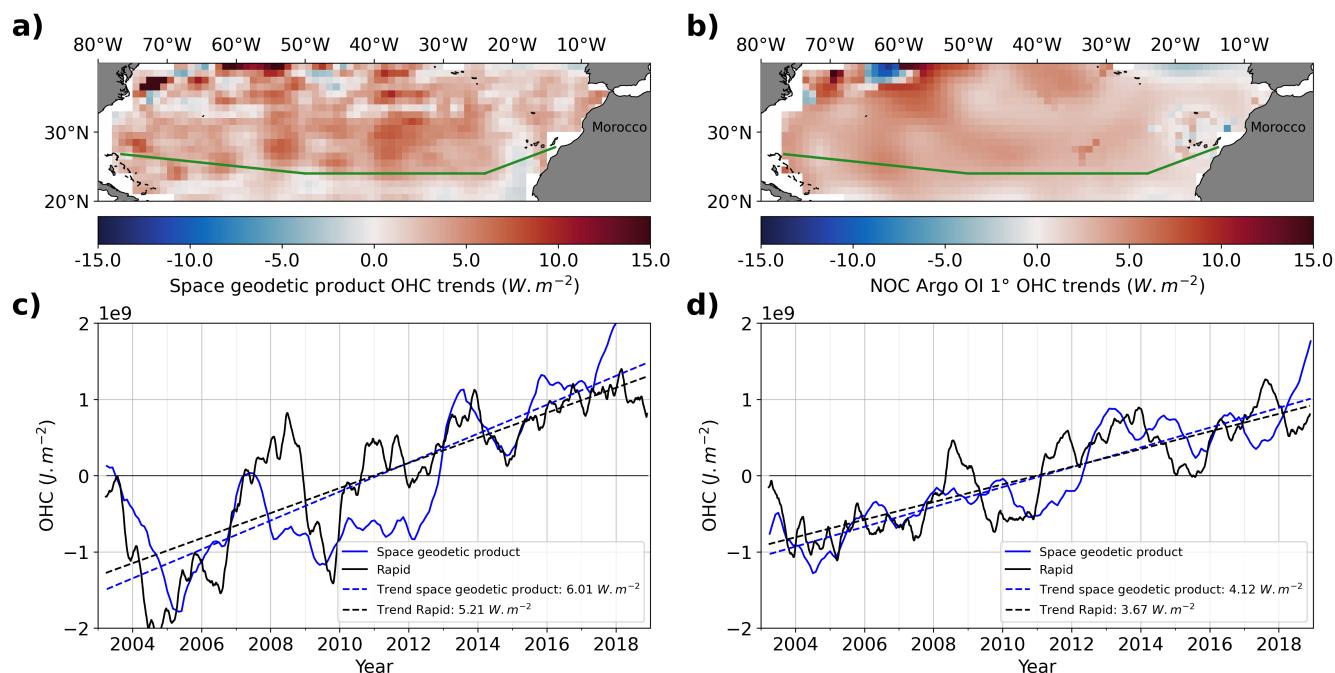 a)
80°W 70°W 60°W 50°W 40°W 30°W 20°W 10°W
30°N
20°N
Morocco
-15.0 -10.0 -5.0 0.0 5.0 10.0 15.0
Space geodetic product OHC trends (W.m⁻²)
b)
80°W 70°W 60°W 50°W 40°W 30°W 20°W 10°W
30°N
20°N
Morocco
-15.0 -10.0 -5.0 0.0 5.0 10.0 15.0
NOC Argo OI 1° OHC trends (W.m⁻²)
c)
1e9
2
1
0
−1
−2
OHC (J.m⁻²)
Space geodetic product
Rapid
Trend space geodetic product: 6.01 W.m⁻²
Trend Rapid: 5.21 W.m⁻²
2004 2006 2008 2010 2012 2014 2016 2018
Year
d)
1e9
2
1
0
−1
−2
OHC (J.m⁻²)
Space geodetic product
Rapid
Trend space geodetic product: 4.12 W.m⁻²
Trend Rapid: 3.67 W.m⁻²
2004 2006 2008 2010 2012 2014 2016 2018
Year